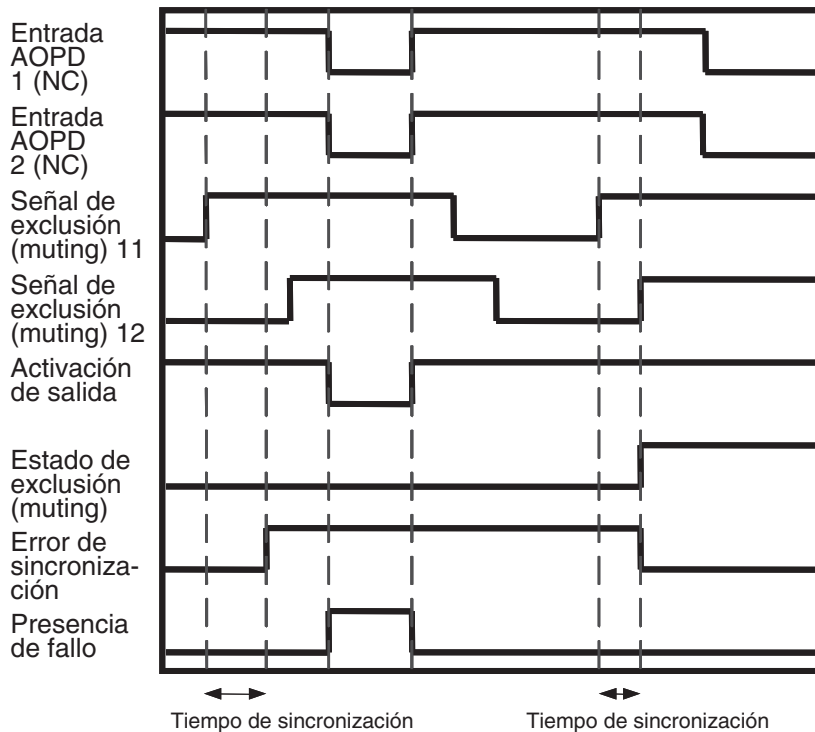 Entrada
AOPD
1 (NC)
Entrada
AOPD
2 (NC)
Señal de
exclusión
(muting) 11
Señal de
exclusión
(muting) 12
Activación
de salida
Estado de
exclusión
(muting)
Error de
sincroniza-
ción
Presencia
de fallo
Tiempo de sincronización
Tiempo de sincronización